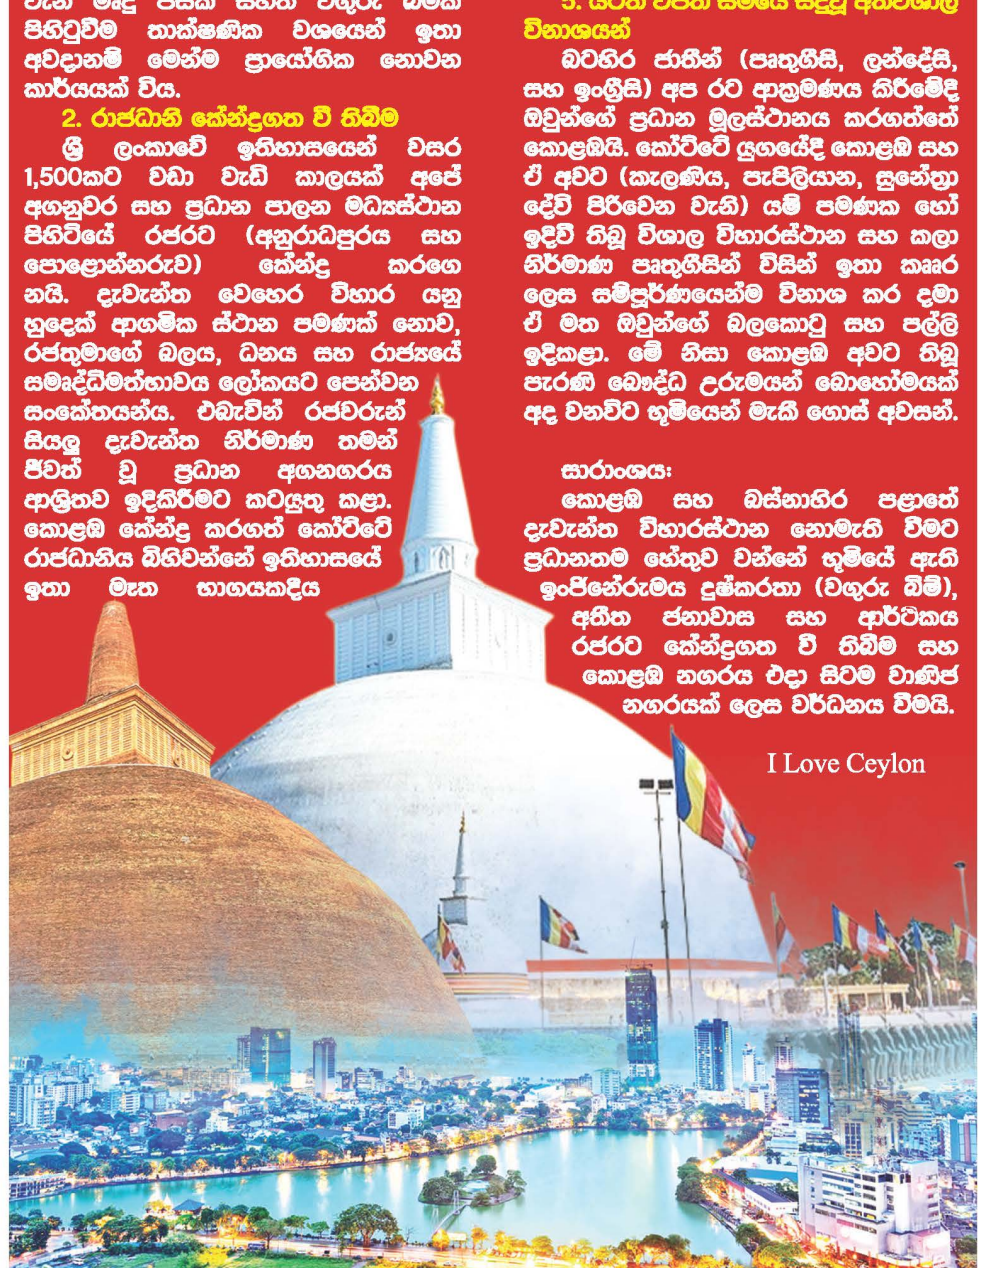 වැනි මෘදු පසක් සහිත වගුරු බිමක
පිහිටුවීම තාක්ෂණික වශයෙන් ඉතා
අවදානම් මෙන්ම ප්‍රායෝගික නොවන
කාර්යයක් විය.
2. රාජධානි කේන්ද්‍රගත වී තිබීම
ශ්‍රී ලංකාවේ ඉතිහාසයෙන් වසර
1,500කට වඩා වැඩි කාලයක් අපේ
අගනුවර සහ ප්‍රධාන පාලන මධ්‍යස්ථාන
පිහිටියේ රජරට (අනුරාධපුරය සහ
පොළොන්නරුව) කේන්ද්‍ර කරගෙ
නයි. දැවැන්ත වෙහෙර විහාර යනු
හුදෙක් ආගමික ස්ථාන පමණක් නොව,
රජතුමාගේ බලය, ධනය සහ රාජ්‍යයේ
සමෘද්ධිමත්භාවය ලෝකයට පෙන්වන
සංකේතයන්ය. එබැවින් රජවරුන්
සියලු දැවැන්ත නිර්මාණ තමන්
ජීවත් වූ ප්‍රධාන අගනගරය
ආශ්‍රිතව ඉදිකිරීමට කටයුතු කළා.
කොළඹ කේන්ද්‍ර කරගත් කෝට්ටේ
රාජධානිය බිහිවන්නේ ඉතිහාසයේ
ඉතා මෑත භාගයකදීය
විනාශයන්
බටහිර ජාතීන් (පෘතුගීසි, ලන්දේසි,
සහ ඉංග්‍රීසි) අප රට ආක්‍රමණය කිරීමේදී
ඔවුන්ගේ ප්‍රධාන මූලස්ථානය කරගත්තේ
කොළඹයි. කෝට්ටේ යුගයේදී කොළඹ සහ
ඒ අවට (කැලණිය, පැපිලියාන, සුනේත්‍රා
දේවි පිරිවෙන වැනි) යම් පමණක හෝ
ඉදිවී තිබූ විශාල විහාරස්ථාන සහ කලා
නිර්මාණ පෘතුගීසින් විසින් ඉතා කෲර
ලෙස සම්පූර්ණයෙන්ම විනාශ කර දමා
ඒ මත ඔවුන්ගේ බලකොටු සහ පල්ලි
ඉදිකළා. මේ නිසා කොළඹ අවට තිබූ
පැරණි බෞද්ධ උරුමයන් බොහෝමයක්
අද වනවිට භූමියෙන් මැකී ගොස් අවසන්.
සාරාංශය:
කොළඹ සහ බස්නාහිර පළාතේ
දැවැන්ත විහාරස්ථාන නොමැති වීමට
ප්‍රධානතම හේතුව වන්නේ භූමියේ ඇති
ඉංජිනේරුමය දුෂ්කරතා (වගුරු බිම්),
අතීත ජනාවාස සහ ආර්ථිකය
රජරට කේන්ද්‍රගත වී තිබීම සහ
කොළඹ නගරය එදා සිටම වාණිජ
නගරයක් ලෙස වර්ධනය වීමයි.
I Love Ceylon